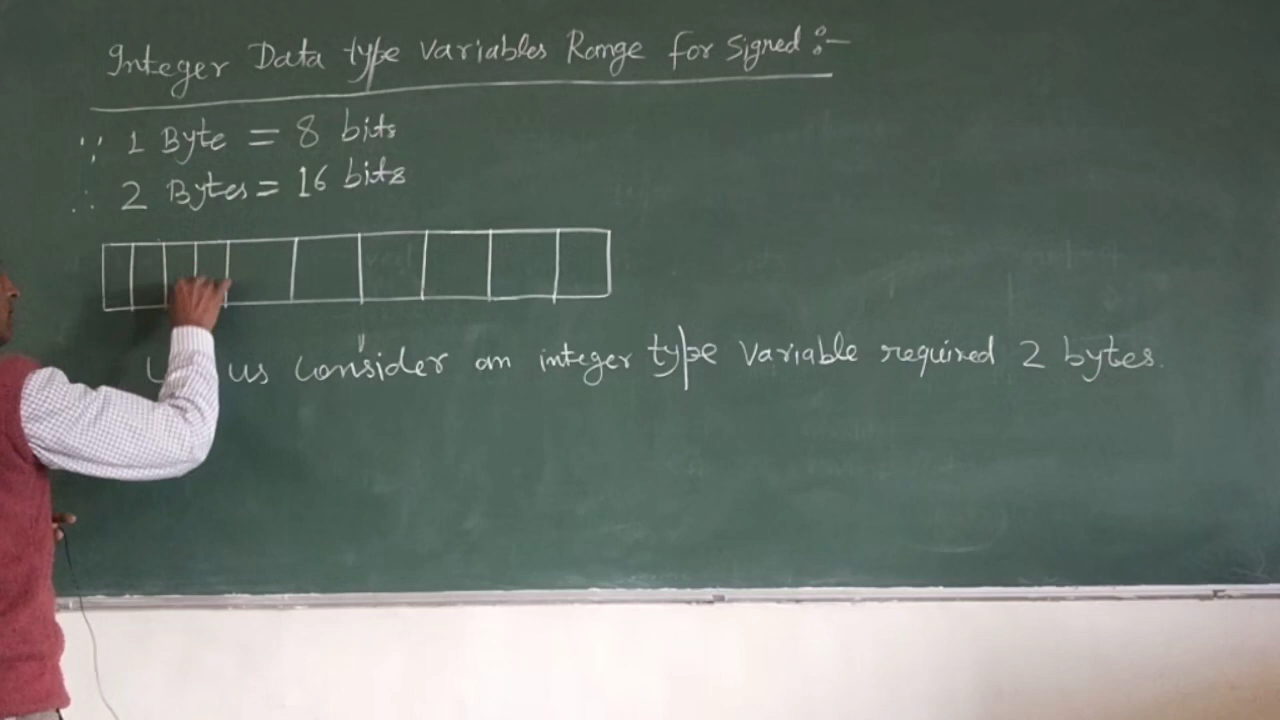 Integer Data type variables Range for Signed :-
∵ 1 Byte = 8 bits
∴ 2 Bytes = 16 bits
us consider an integer type variable required 2 bytes.